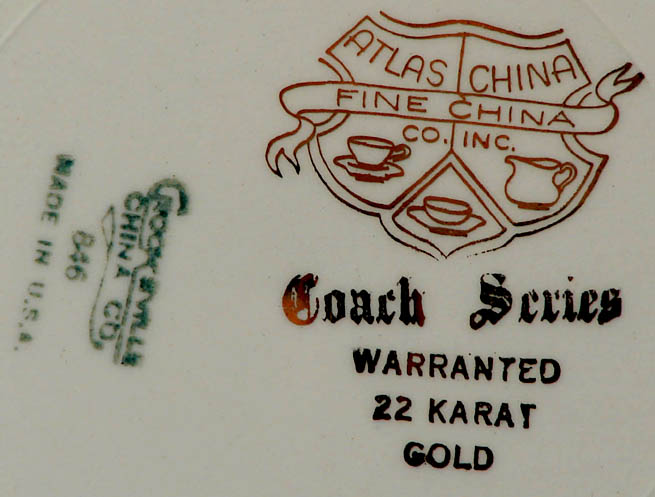 ATLAS CHINA
FINE CHINA
CO. INC.
Coach Series
WARRANTED
22 KARAT
GOLD
CROOKSVILLE
CHINA CO
846
MADE IN U.S.A.